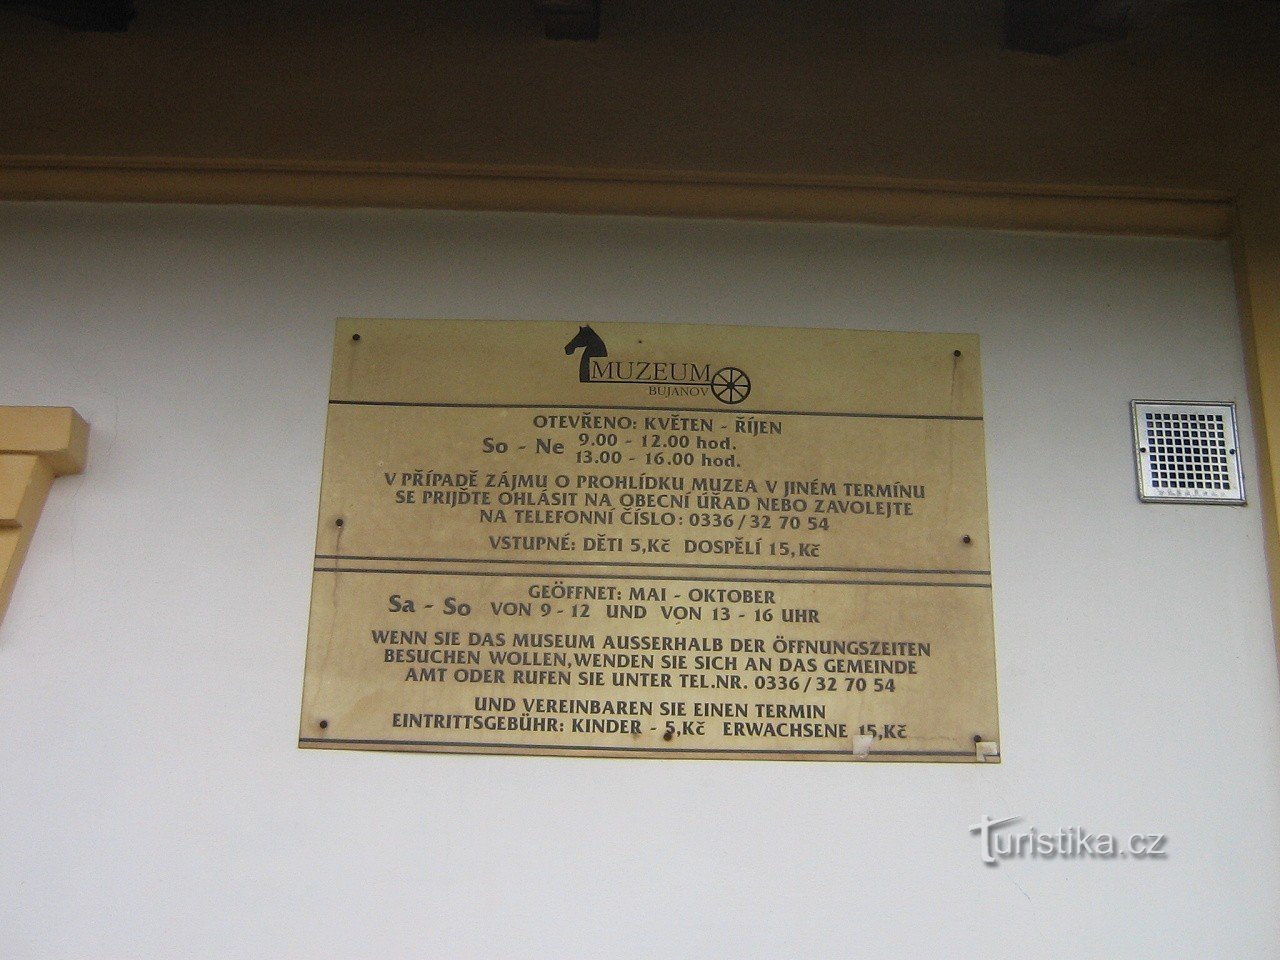 MUZEUM
BUJANOV
OTEVŘENO: KVĚTEN - ŘÍJEN
So - Ne 9.00 - 12.00 hod.
13.00 - 16.00 hod.
V PŘÍPADĚ ZÁJMU O PROHLÍDKU MUZEA V JINÉM TERMÍNU
SE PRIJĎTE OHLÁSIT NA OBECNÍ ÚŘAD NEBO ZAVOLEJTE
NA TELEFONNÍ ČÍSLO: 0336/32 70 54
VSTUPNÉ: DĚTI 5,Kč DOSPĚLÍ 15,Kč
GEÖFFNET: MAI - OKTOBER
Sa - So VON 9-12 UND VON 13 - 16 UHR
WENN SIE DAS MUSEUM AUSSERHALB DER ÖFFNUNGSZEITEN
BESUCHEN WOLLEN,WENDEN SIE SICH AN DAS GEMEINDE
AMT ODER RUFEN SIE UNTER TEL.NR. 0336/32 70 54
UND VEREINBAREN SIE EINEN TERMIN
EINTRITTSGEBÜHR: KINDER - 5,Kč ERWACHSENE 15,Kč
Turistika.cz